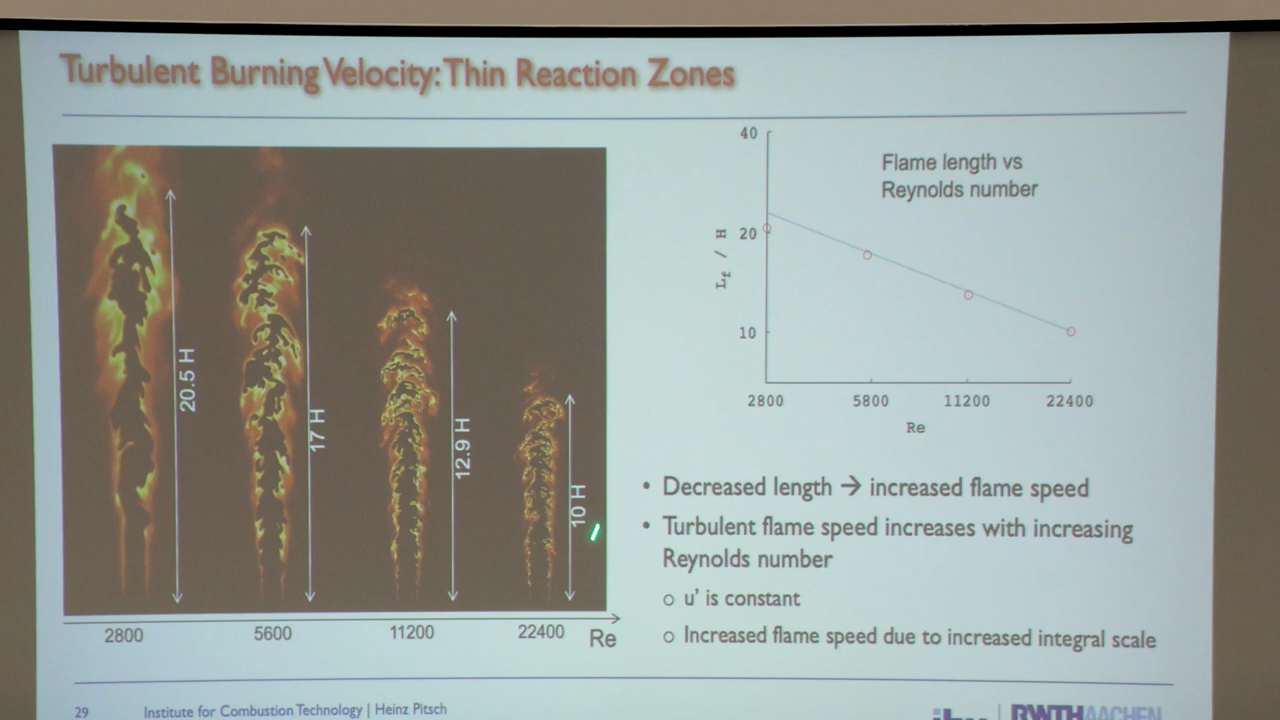 Turbulent Burning Velocity: Thin Reaction Zones
20.5 H
17 H
12.9 H
10 H
2800
5600
11200
22400
Re
40
20
10
L_f / H
Flame length vs
Reynolds number
2800
5800
11200
22400
Re
• Decreased length → increased flame speed
• Turbulent flame speed increases with increasing
Reynolds number
o u' is constant
o Increased flame speed due to increased integral scale
29
Institute for Combustion Technology | Heinz Pitsch
RWTH AACHEN